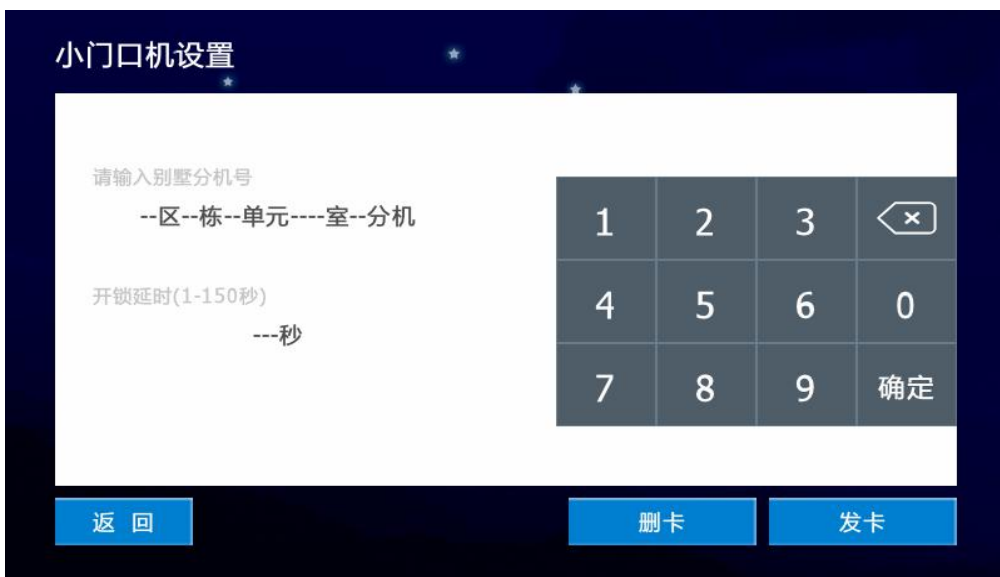 小门口机设置
请输入别墅分机号
--区--栋--单元----室--分机
开锁延时(1-150秒)
---秒
1 2 3
4 5 6 0
7 8 9 确定
返 回
删卡
发卡